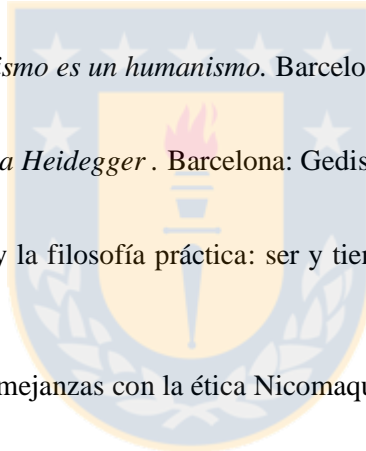 ismo es un humanismo. Barcelo
a Heidegger . Barcelona: Gedis
y la filosofía práctica: ser y tie
mejanzas con la ética Nicomaqu